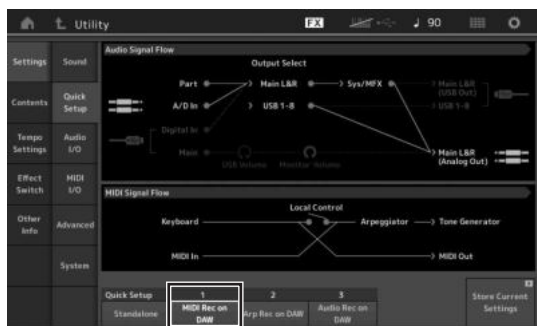 Utility
FX
90
Settings
Contents
Tempo
Settings
Effect
Switch
Other
Info
Sound
Quick
Setup
Audio
I/O
MIDI
I/O
Advanced
System
Audio Signal Flow
Output Select
Part
Main L&R
Sys/MFX
Main L&R
(USB Out)
A/D In
USB 1-8
USB 1-8
Digital In
Main
USB Volume
Monitor Volume
Main L&R
(Analog Out)
MIDI Signal Flow
Local Control
Keyboard
Arpeggiator
Tone Generator
MIDI In
MIDI Out
Quick Setup
1
2
3
Standalone
MIDI Rec on
DAW
Arp Rec on DAW
Audio Rec on
DAW
Store Current
Settings